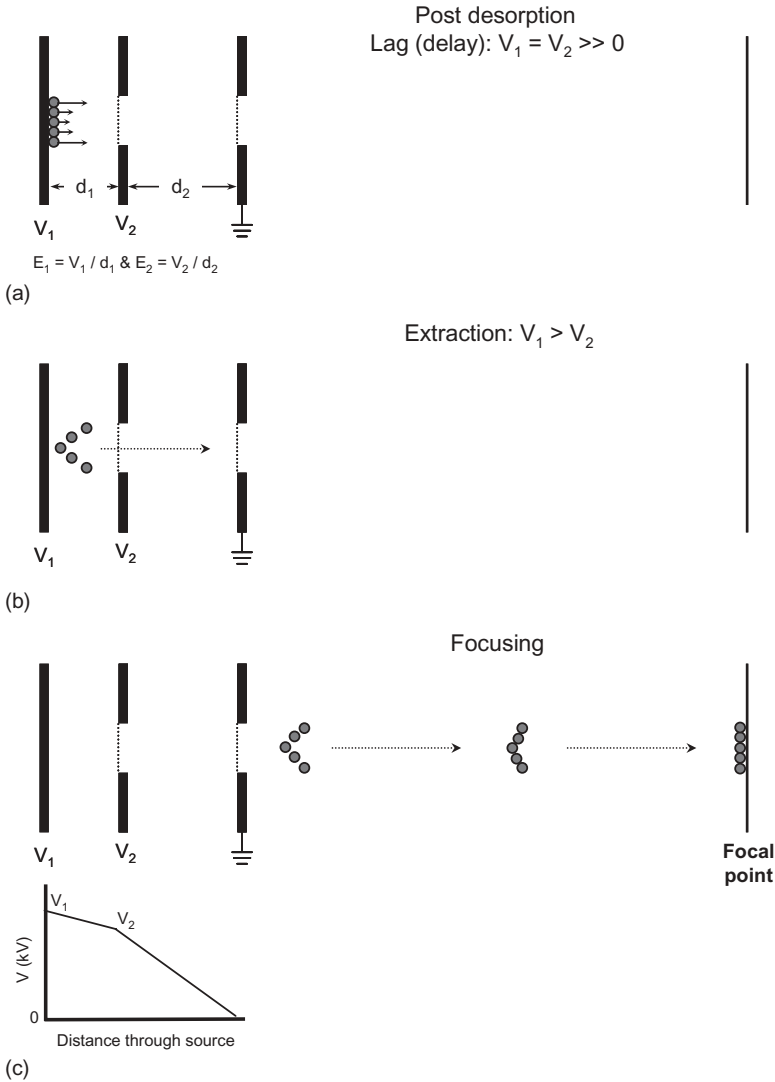 Post desorption
Lag (delay): V₁ = V₂ >> 0
d₁
d₂
V₁
V₂
E₁ = V₁ / d₁ & E₂ = V₂ / d₂
(a)
Extraction: V₁ > V₂
V₁
V₂
(b)
Focusing
V₁
V₂
Focal
point
V₁
V₂
V (kV)
0
Distance through source
(c)